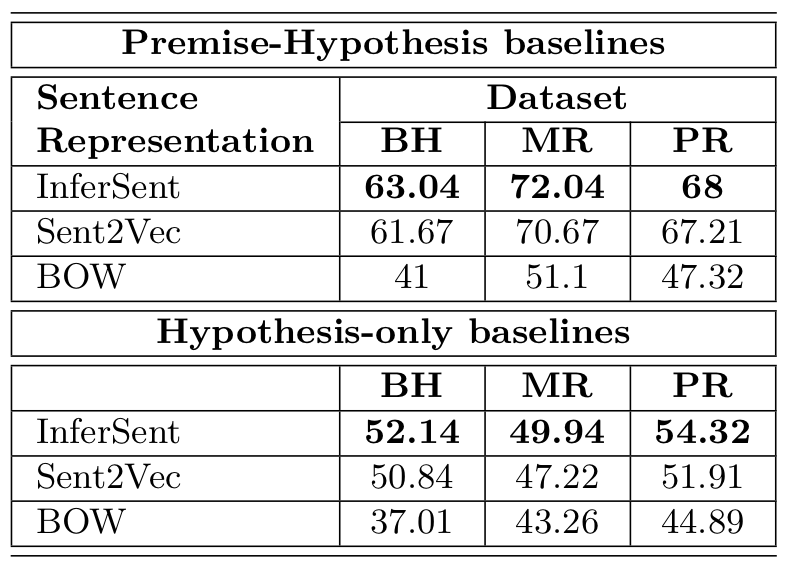 Premise-Hypothesis baselines
Sentence Dataset
Representation BH MR PR
InferSent 63.04 72.04 68
Sent2Vec 61.67 70.67 67.21
BOW 41 51.1 47.32
Hypothesis-only baselines
BH MR PR
InferSent 52.14 49.94 54.32
Sent2Vec 50.84 47.22 51.91
BOW 37.01 43.26 44.89